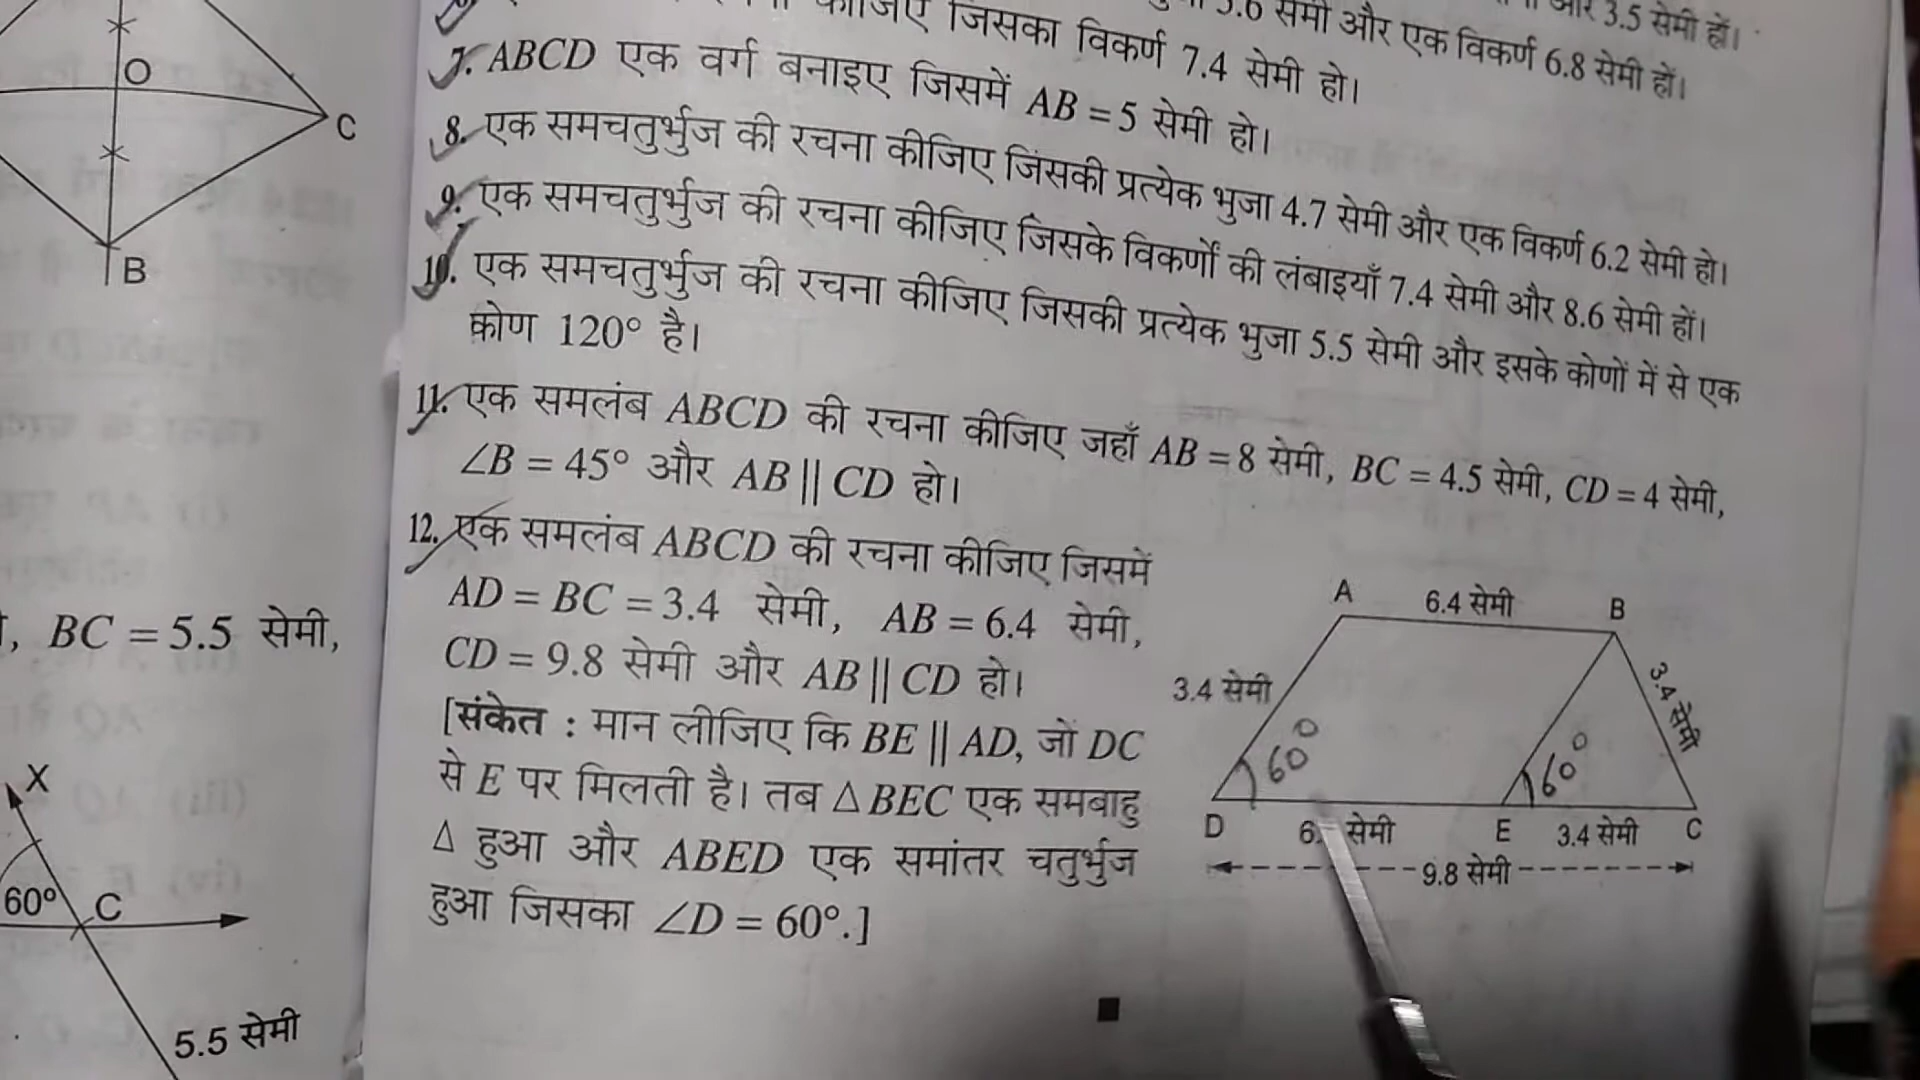 O
C
B
, BC = 5.5 सेमी,
X
60°
C
5.5 सेमी
और 3.5 सेमी हों।
सेमी और एक विकर्ण 6.8 सेमी हों।
कीजिए जिसका विकर्ण 7.4 सेमी हो।
7. ABCD एक वर्ग बनाइए जिसमें AB = 5 सेमी हो।
8. एक समचतुर्भुज की रचना कीजिए जिसकी प्रत्येक भुजा 4.7 सेमी और एक विकर्ण 6.2 सेमी हो।
9. एक समचतुर्भुज की रचना कीजिए जिसके विकर्णों की लंबाइयाँ 7.4 सेमी और 8.6 सेमी हों।
10. एक समचतुर्भुज की रचना कीजिए जिसकी प्रत्येक भुजा 5.5 सेमी और इसके कोणों में से एक
कोण 120° है।
11. एक समलंब ABCD की रचना कीजिए जहाँ AB = 8 सेमी, BC = 4.5 सेमी, CD = 4 सेमी,
∠B = 45° और AB || CD हो।
12. एक समलंब ABCD की रचना कीजिए जिसमें
AD = BC = 3.4 सेमी, AB = 6.4 सेमी,
CD = 9.8 सेमी और AB || CD हो।
[संकेत : मान लीजिए कि BE || AD, जो DC
से E पर मिलती है। तब △BEC एक समबाहु
△ हुआ और ABED एक समांतर चतुर्भुज
हुआ जिसका ∠D = 60°.]
A 6.4 सेमी B
3.4 सेमी 3.4 सेमी
60° 60°
D सेमी E 3.4 सेमी C
9.8 सेमी